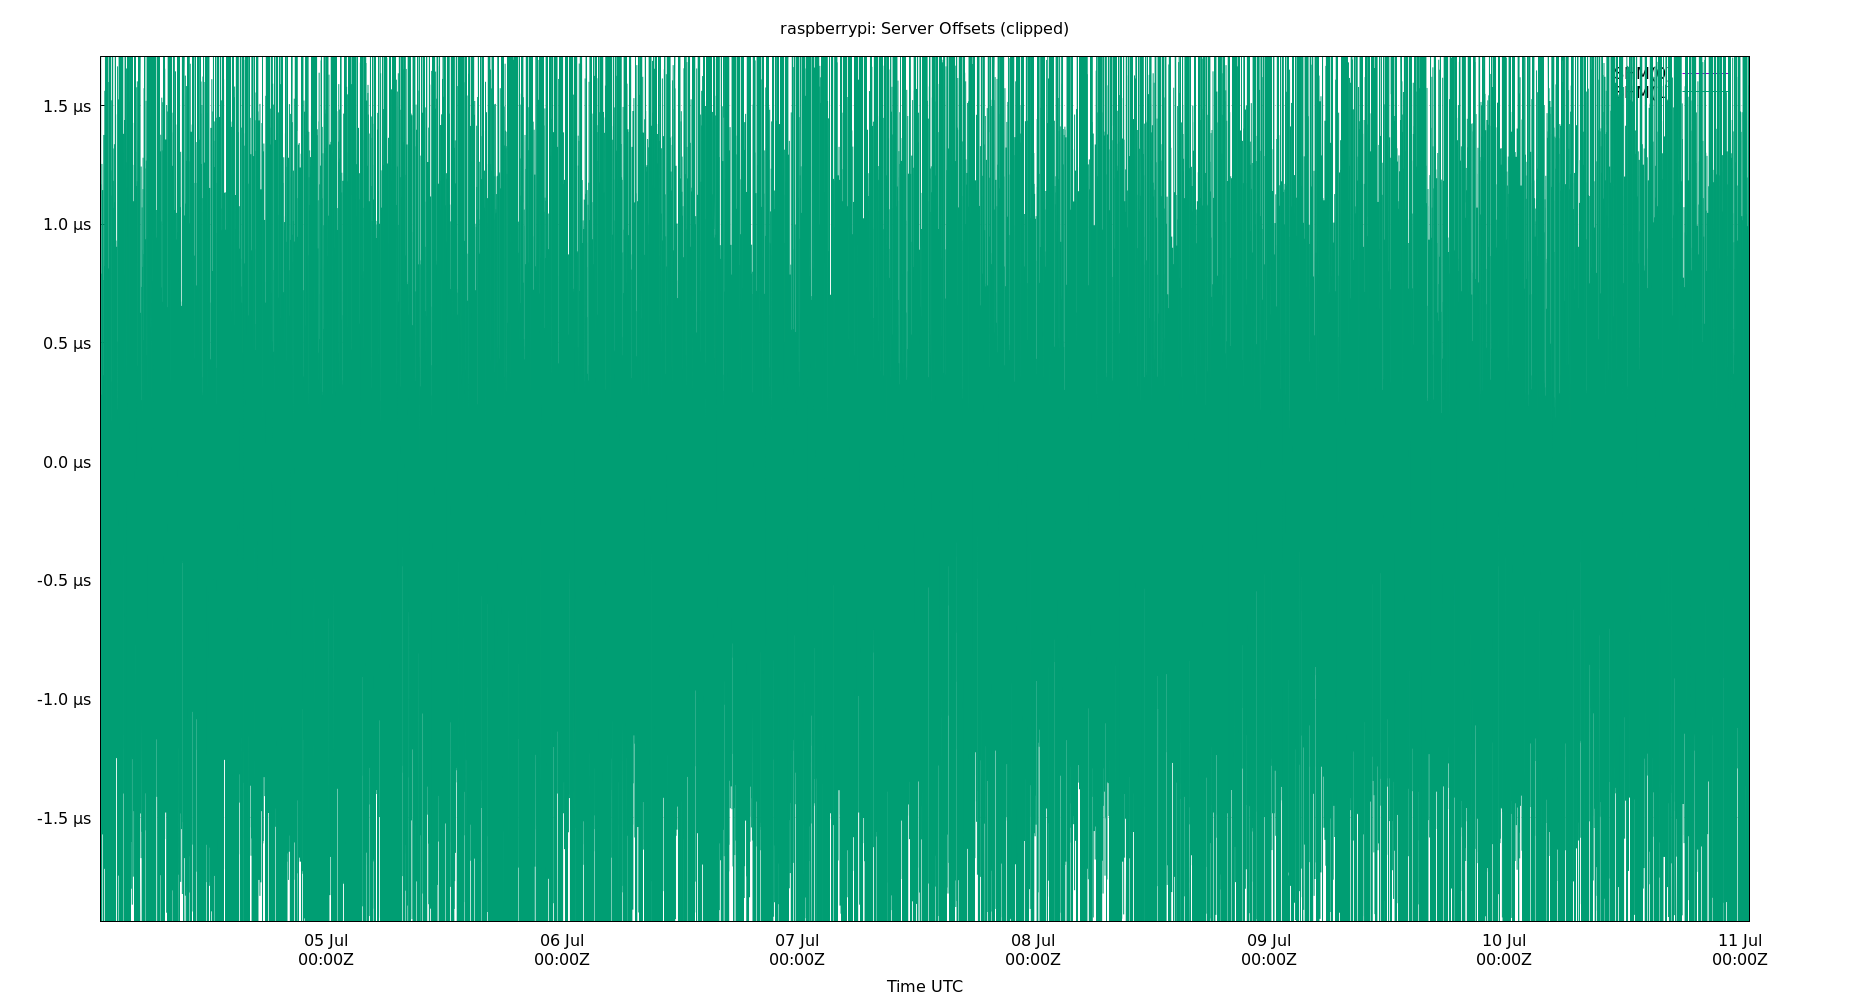 raspberrypi: Server Offsets (clipped)
1.5 µs
1.0 µs
0.5 µs
0.0 µs
-0.5 µs
-1.0 µs
-1.5 µs
05 Jul 06 Jul 07 Jul 08 Jul 09 Jul 10 Jul 11 Jul
00:00Z 00:00Z 00:00Z 00:00Z 00:00Z 00:00Z 00:00Z
Time UTC